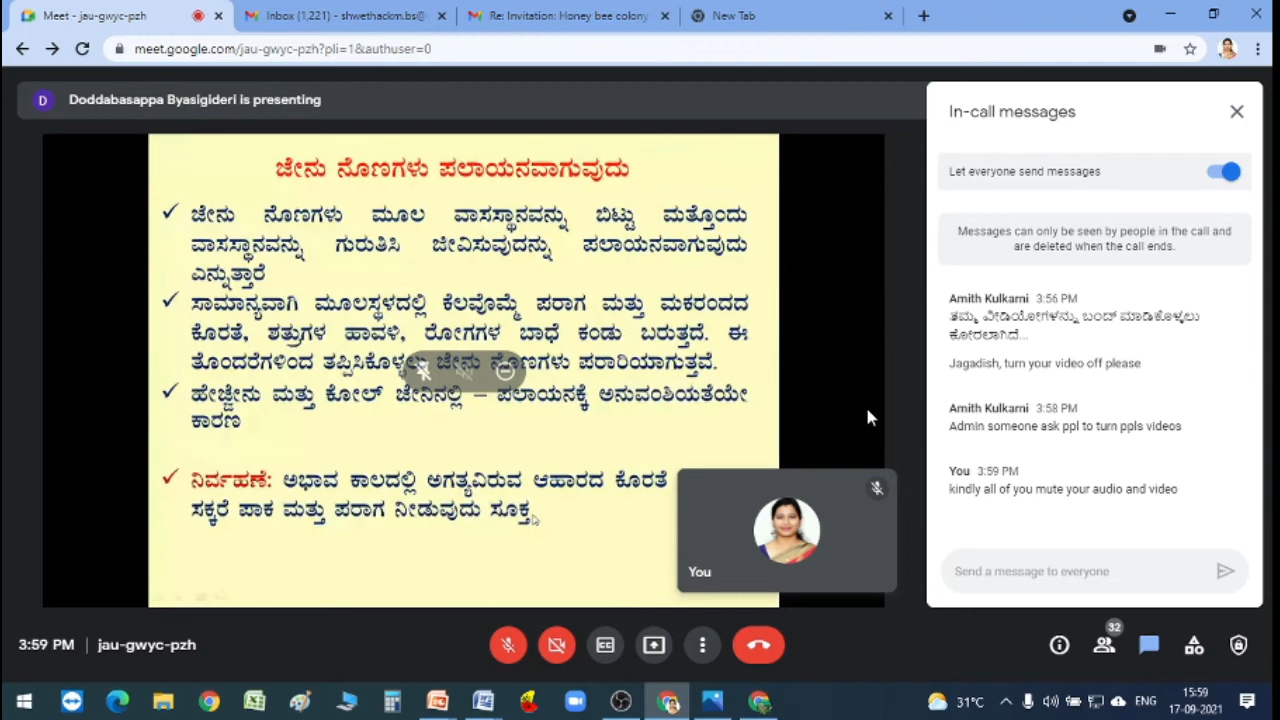 Meet - jau-gwyc-pzh
Inbox (1,221) - shwethackm.bs@
Re: Invitation: Honey bee colony
New Tab
meet.google.com/jau-gwyc-pzh?pli=1&authuser=0
D
Doddabasappa Byasigideri is presenting
ಜೇನು ನೊಣಗಳು ಪಲಾಯನವಾಗುವುದು
ಜೇನು ನೊಣಗಳು ಮೂಲ ವಾಸಸ್ಥಾನವನ್ನು ಬಿಟ್ಟು ಮತ್ತೊಂದು
ವಾಸಸ್ಥಾನವನ್ನು ಗುರುತಿಸಿ ಜೀವಿಸುವುದನ್ನು ಪಲಾಯನವಾಗುವುದು
ಎನ್ನುತ್ತಾರೆ
ಸಾಮಾನ್ಯವಾಗಿ ಮೂಲಸ್ಥಳದಲ್ಲಿ ಕೆಲವೊಮ್ಮೆ ಪರಾಗ ಮತ್ತು ಮಕರಂದದ
ಕೊರತೆ, ಶತ್ರುಗಳ ಹಾವಳಿ, ರೋಗಗಳ ಬಾಧೆ ಕಂಡು ಬರುತ್ತದೆ. ಈ
ತೊಂದರೆಗಳಿಂದ ತಪ್ಪಿಸಿಕೊಳ್ಳಲು ಜೇನು ನೊಣಗಳು ಪರಾರಿಯಾಗುತ್ತವೆ.
ಹೇಜ್ಜೇನು ಮತ್ತು ಕೋಲ್ ಜೇನಿನಲ್ಲಿ – ಪಲಾಯನಕ್ಕೆ ಅನುವಂಶಿಯತೆಯೇ
ಕಾರಣ
ನಿರ್ವಹಣೆ: ಅಭಾವ ಕಾಲದಲ್ಲಿ ಅಗತ್ಯವಿರುವ ಆಹಾರದ ಕೊರತೆ
ಸಕ್ಕರೆ ಪಾಕ ಮತ್ತು ಪರಾಗ ನೀಡುವುದು ಸೂಕ್ತ
You
In-call messages
Let everyone send messages
Messages can only be seen by people in the call and
are deleted when the call ends.
Amith Kulkarni 3:56 PM
ತಮ್ಮ ವೀಡಿಯೋಗಳನ್ನು ಬಂದ್ ಮಾಡಿಕೊಳ್ಳಲು
ಕೋರಲಾಗಿದೆ...
Jagadish, turn your video off please
Amith Kulkarni 3:58 PM
Admin someone ask ppl to turn ppls videos
You 3:59 PM
kindly all of you mute your audio and video
Send a message to everyone
3:59 PM | jau-gwyc-pzh
CC
32
31°C
ENG
15:59
17-09-2021